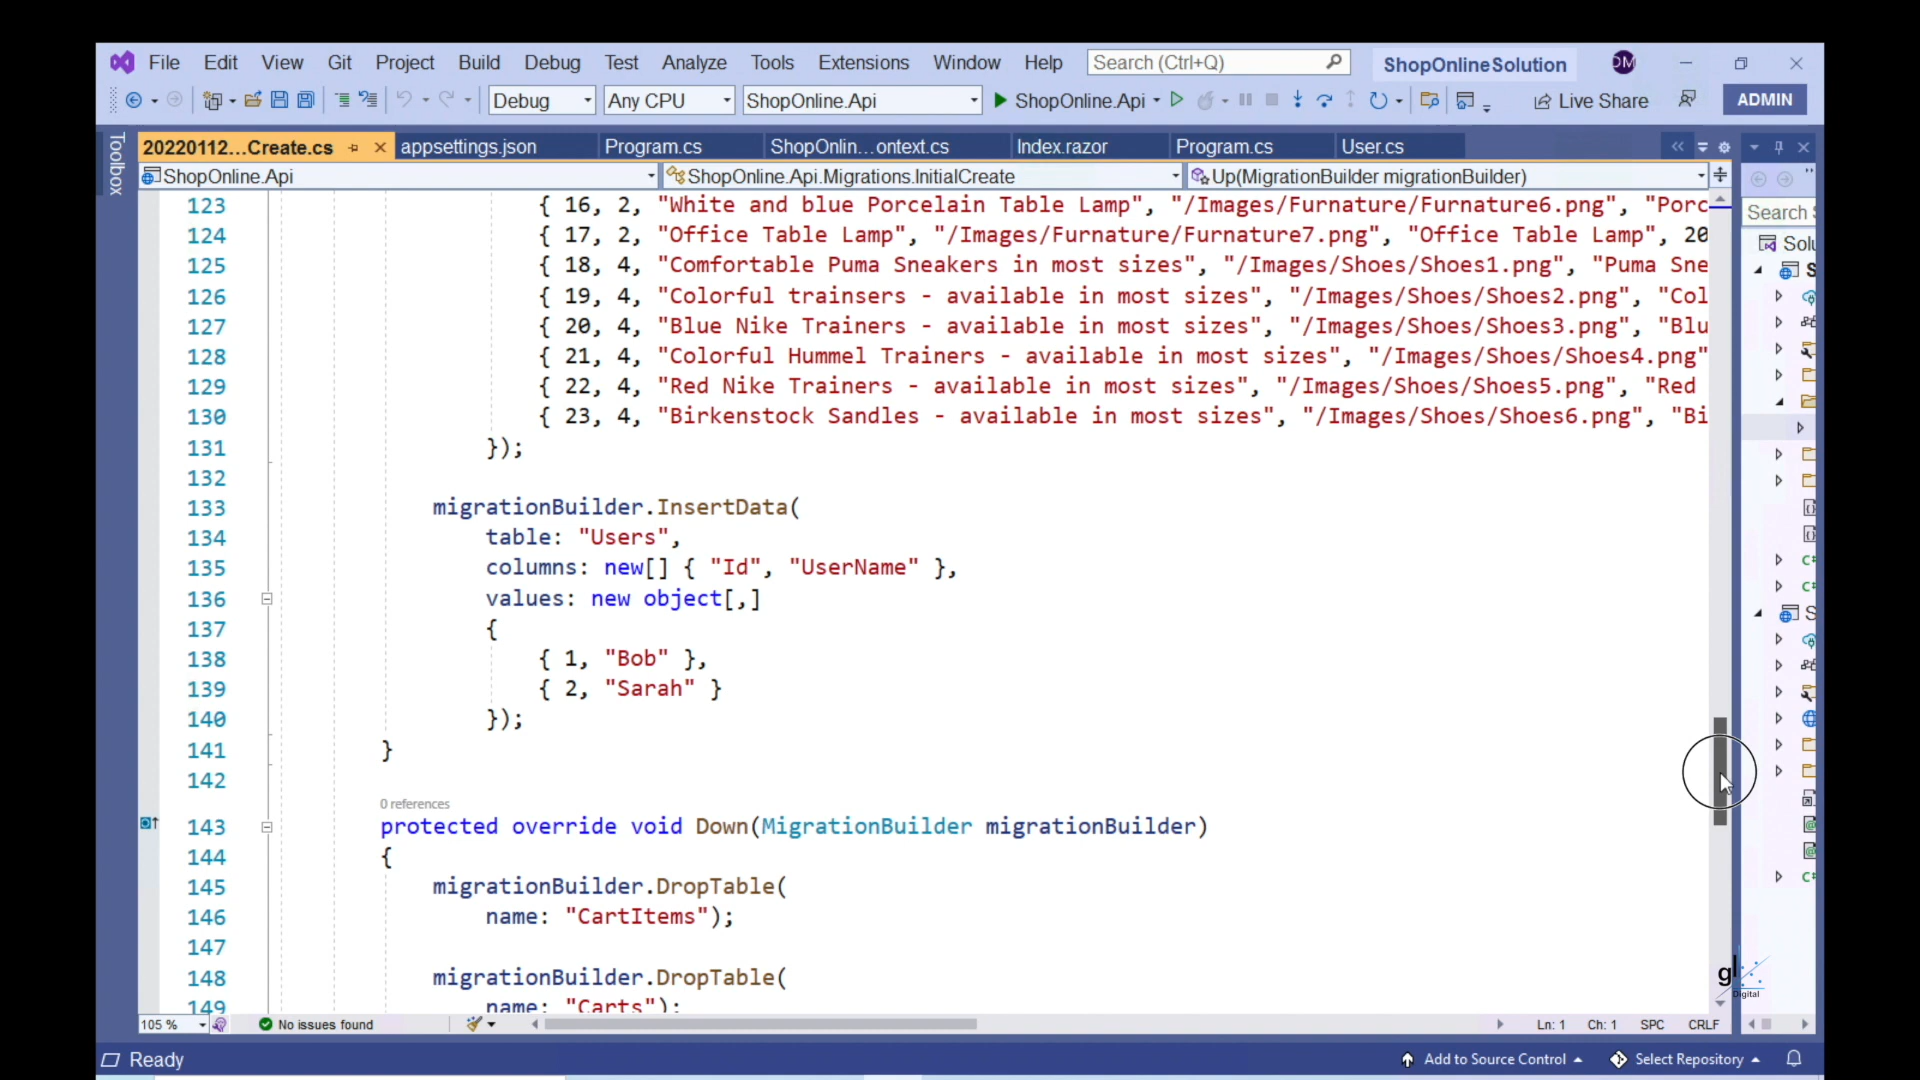 File Edit View Git Project Build Debug Test Analyze Tools Extensions Window Help Search (Ctrl+Q) ShopOnlineSolution DM
Debug Any CPU ShopOnline.Api ShopOnline.Api Live Share ADMIN
Toolbox
20220112...Create.cs appsettings.json Program.cs ShopOnlin...ontext.cs Index.razor Program.cs User.cs
ShopOnline.Api ShopOnline.Api.Migrations.InitialCreate Up(MigrationBuilder migrationBuilder)
Search
Solu
123 { 16, 2, "White and blue Porcelain Table Lamp", "/Images/Furnature/Furnature6.png", "Porc
124 { 17, 2, "Office Table Lamp", "/Images/Furnature/Furnature7.png", "Office Table Lamp", 20
125 { 18, 4, "Comfortable Puma Sneakers in most sizes", "/Images/Shoes/Shoes1.png", "Puma Sne
126 { 19, 4, "Colorful trainsers - available in most sizes", "/Images/Shoes/Shoes2.png", "Col
127 { 20, 4, "Blue Nike Trainers - available in most sizes", "/Images/Shoes/Shoes3.png", "Blu
128 { 21, 4, "Colorful Hummel Trainers - available in most sizes", "/Images/Shoes/Shoes4.png"
129 { 22, 4, "Red Nike Trainers - available in most sizes", "/Images/Shoes/Shoes5.png", "Red
130 { 23, 4, "Birkenstock Sandles - available in most sizes", "/Images/Shoes/Shoes6.png", "Bi
131 });
132
133 migrationBuilder.InsertData(
134 table: "Users",
135 columns: new[] { "Id", "UserName" },
136 values: new object[,]
137 {
138 { 1, "Bob" },
139 { 2, "Sarah" }
140 });
141 }
142
0 references
143 protected override void Down(MigrationBuilder migrationBuilder)
144 {
145 migrationBuilder.DropTable(
146 name: "CartItems");
147
148 migrationBuilder.DropTable(
149 name: "Carts");
gl Digital
105 % No issues found Ln: 1 Ch: 1 SPC CRLF
Ready Add to Source Control Select Repository